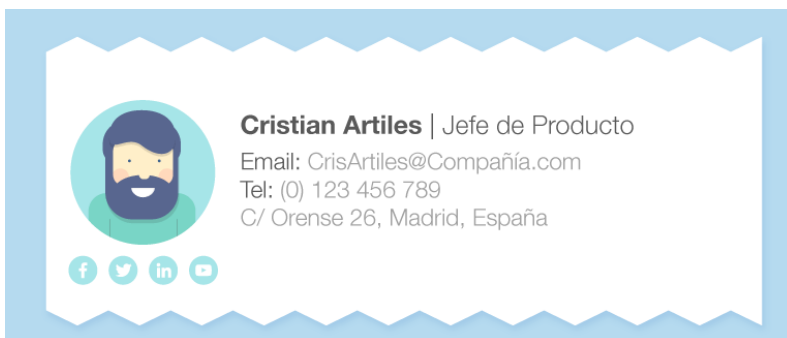 Cristian Artiles | Jefe de Producto
Email: CrisArtiles@Compañía.com
Tel: (0) 123 456 789
C/ Orense 26, Madrid, España